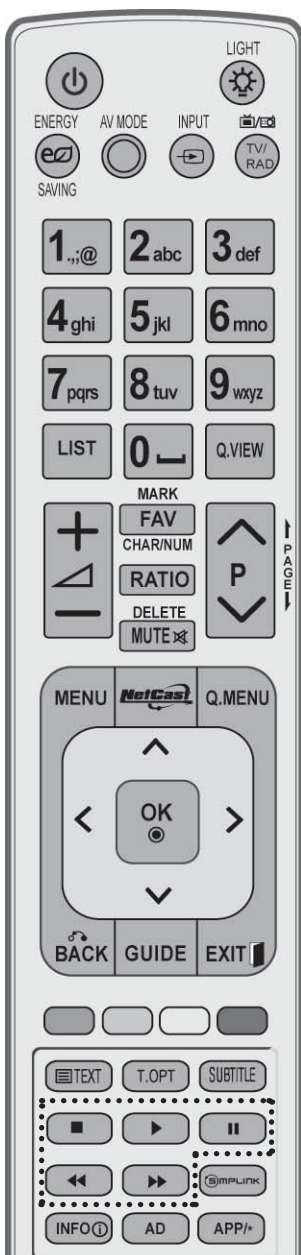 LIGHT
ENERGY AV MODE INPUT
TV/
RAD
SAVING
1.,;@ 2abc 3def
4ghi 5jkl 6mno
7pqrs 8tuv 9wxyz
LIST 0 Q.VIEW
MARK
FAV
CHAR/NUM
RATIO
P
PAGE
DELETE
MUTE
MENU NetCast Q.MENU
OK
BACK GUIDE EXIT
TEXT T.OPT SUBTITLE
SIMPLINK
INFO i AD APP/*